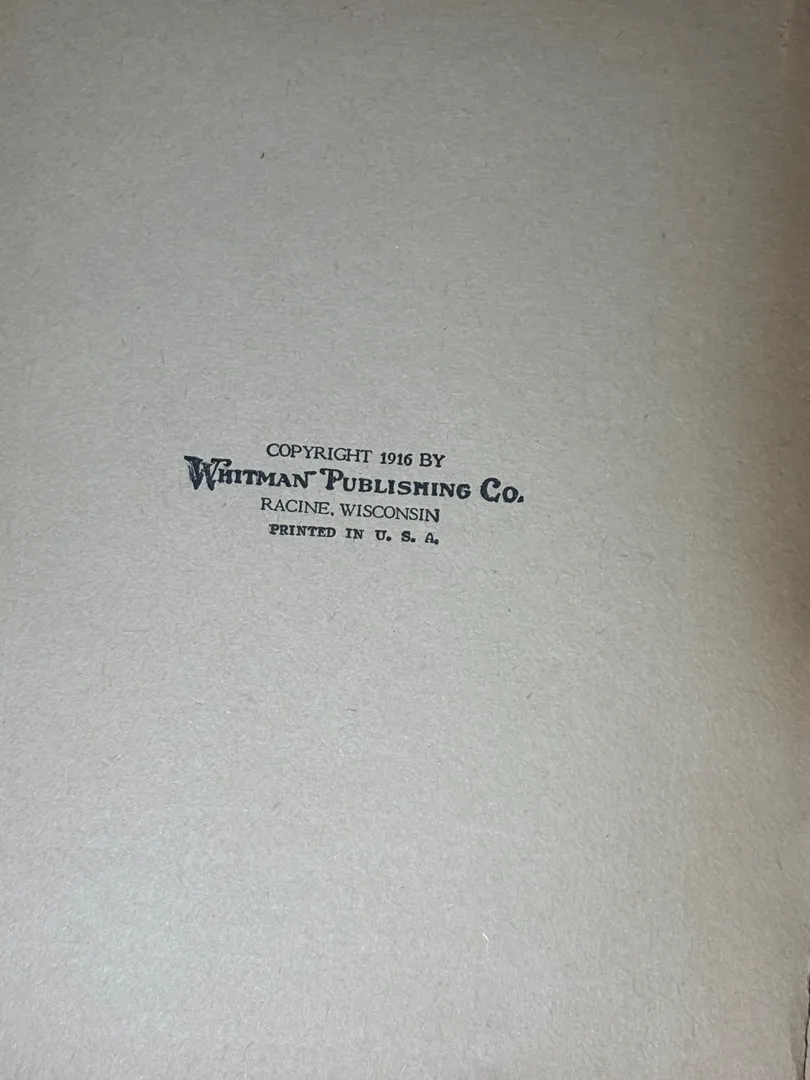 COPYRIGHT 1916 BY
WHITMAN PUBLISHING CO.
RACINE, WISCONSIN
PRINTED IN U. S. A.